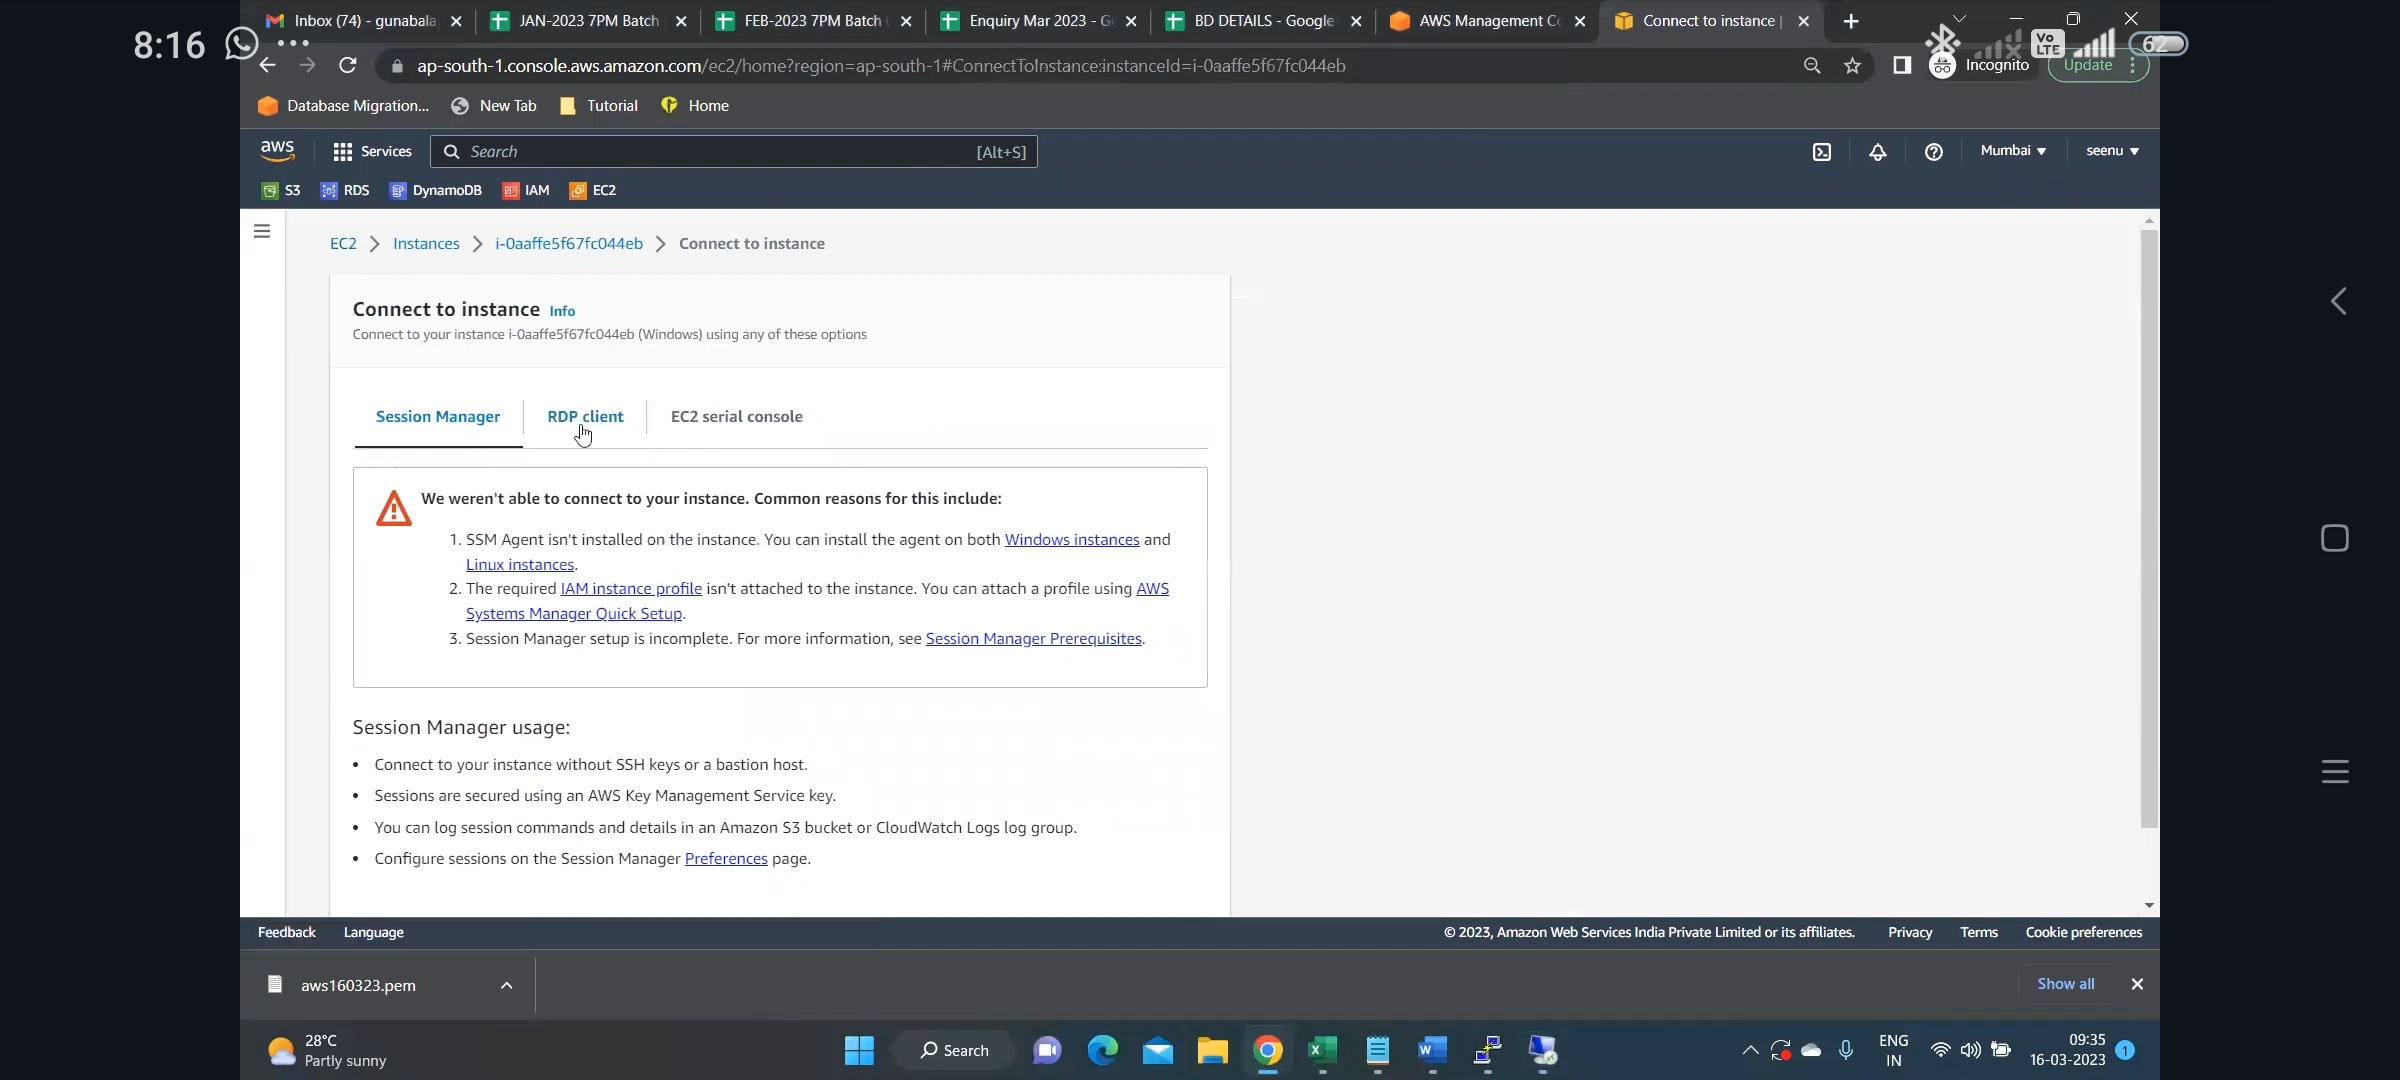 Inbox (74) - gunabala
JAN-2023 7PM Batch
FEB-2023 7PM Batch
Enquiry Mar 2023 - G
BD DETAILS - Google
AWS Management Co
Connect to instance |
8:16
62
Vo LTE
ap-south-1.console.aws.amazon.com/ec2/home?region=ap-south-1#ConnectToInstance:instanceId=i-0aaffe5f67fc044eb
Incognito
Update
Database Migration...
New Tab
Tutorial
Home
aws
Services
Search
[Alt+S]
Mumbai
seenu
S3
RDS
DynamoDB
IAM
EC2
EC2 > Instances > i-0aaffe5f67fc044eb > Connect to instance
Connect to instance Info
Connect to your instance i-0aaffe5f67fc044eb (Windows) using any of these options
Session Manager
RDP client
EC2 serial console
We weren't able to connect to your instance. Common reasons for this include:
1. SSM Agent isn't installed on the instance. You can install the agent on both Windows instances and
Linux instances.
2. The required IAM instance profile isn't attached to the instance. You can attach a profile using AWS
Systems Manager Quick Setup.
3. Session Manager setup is incomplete. For more information, see Session Manager Prerequisites.
Session Manager usage:
• Connect to your instance without SSH keys or a bastion host.
• Sessions are secured using an AWS Key Management Service key.
• You can log session commands and details in an Amazon S3 bucket or CloudWatch Logs log group.
• Configure sessions on the Session Manager Preferences page.
Feedback
Language
© 2023, Amazon Web Services India Private Limited or its affiliates.
Privacy
Terms
Cookie preferences
aws160323.pem
Show all
28°C
Partly sunny
Search
ENG
IN
09:35
16-03-2023
1